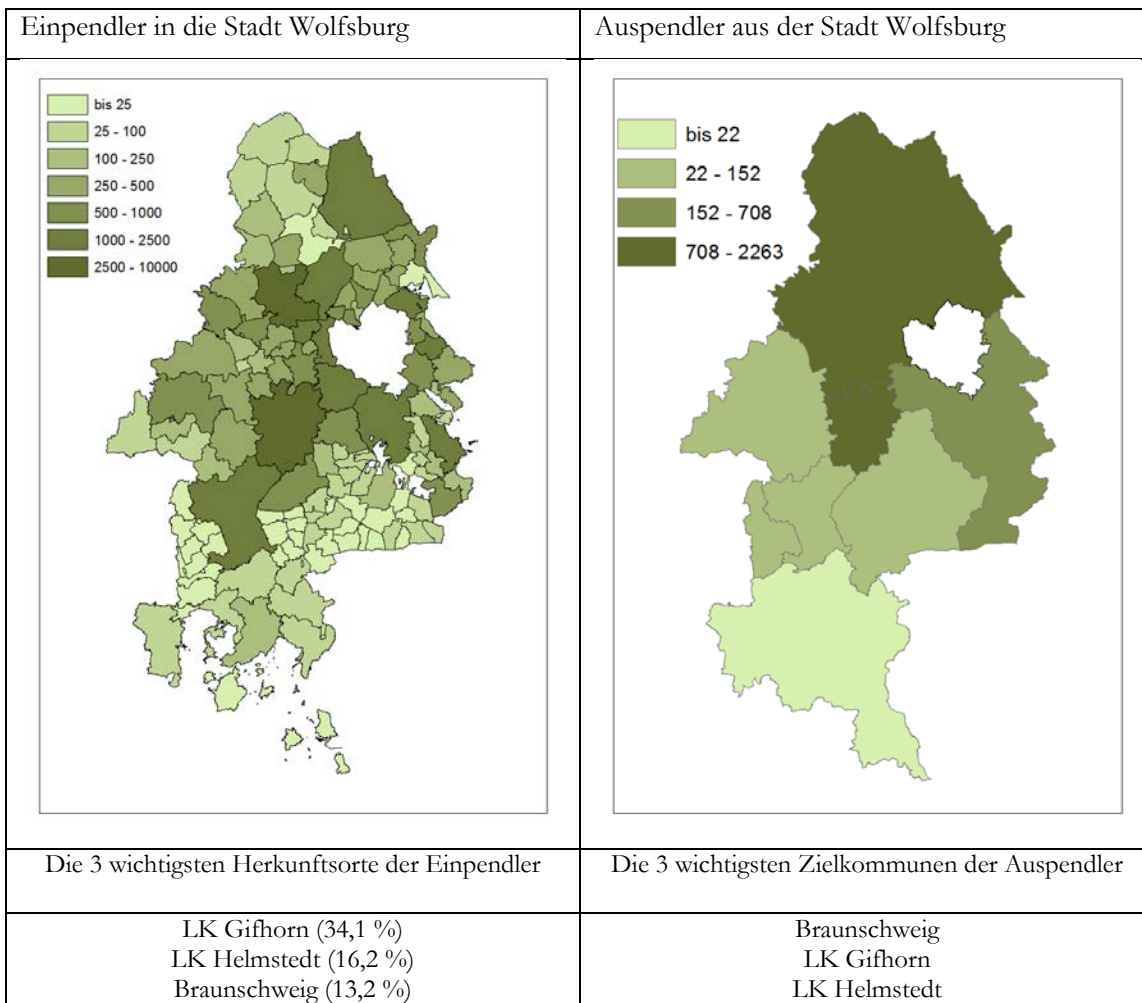 Einpendler in die Stadt Wolfsburg
Auspendler aus der Stadt Wolfsburg
bis 25
25 - 100
100 - 250
250 - 500
500 - 1000
1000 - 2500
2500 - 10000
bis 22
22 - 152
152 - 708
708 - 2263
Die 3 wichtigsten Herkunftsorte der Einpendler
Die 3 wichtigsten Zielkommunen der Auspendler
LK Gifhorn (34,1 %)
LK Helmstedt (16,2 %)
Braunschweig (13,2 %)
Braunschweig
LK Gifhorn
LK Helmstedt